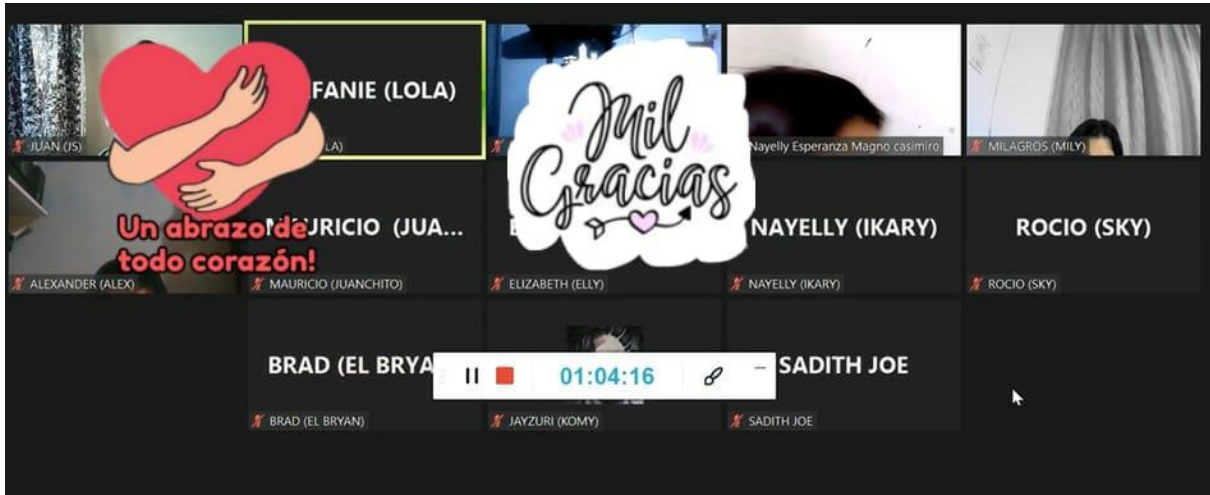 FANIE (LOLA)
JUAN (JS)
LA)
Mil
Gracias
Nayelly Esperanza Magno casimiro
MILAGROS (MILY)
Un abrazo de
todo corazón!
URICIO (JUA...
NAYELLY (IKARY)
ROCIO (SKY)
ALEXANDER (ALEX)
MAURICIO (JUANCHITO)
ELIZABETH (ELLY)
NAYELLY (IKARY)
ROCIO (SKY)
BRAD (EL BRYA
01:04:16
SADITH JOE
BRAD (EL BRYAN)
JAYZURI (KOMY)
SADITH JOE